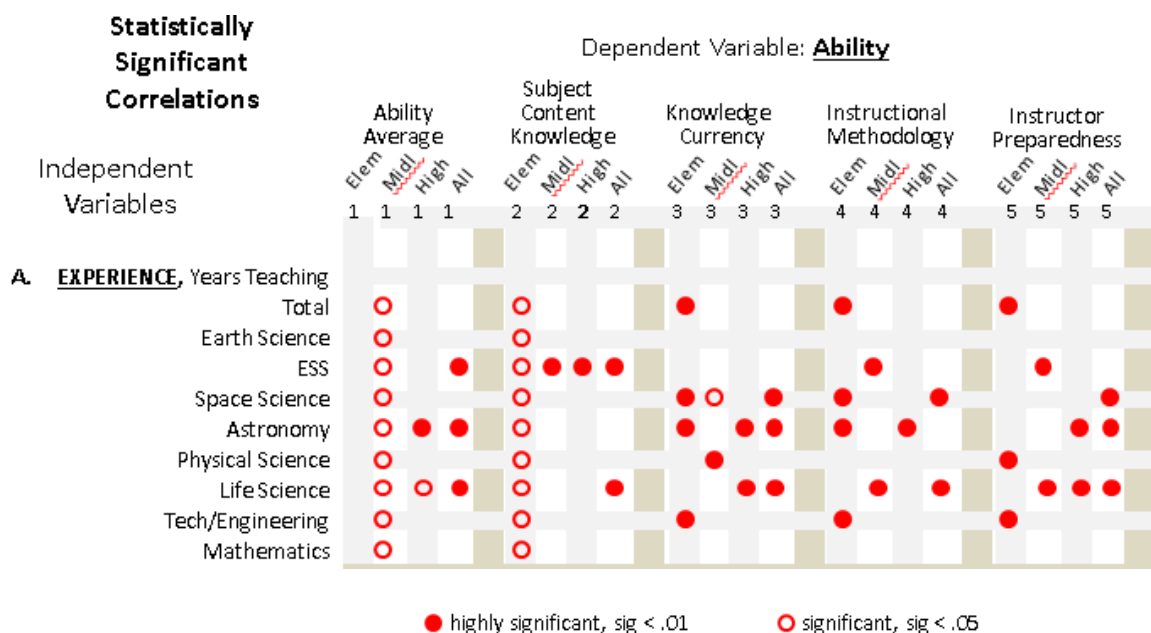 Statistically
Significant
Correlations
Dependent Variable: Ability
Ability
Average
Subject
Content
Knowledge
Knowledge
Currency
Instructional
Methodology
Instructor
Preparedness
Independent
Variables
Elem Midl High All Elem Midl High All Elem Midl High All Elem Midl High All Elem Midl High All
1 1 1 1 2 2 2 2 3 3 3 3 4 4 4 4 5 5 5 5
A. EXPERIENCE, Years Teaching
Total
Earth Science
ESS
Space Science
Astronomy
Physical Science
Life Science
Tech/Engineering
Mathematics
highly significant, sig < .01 significant, sig < .05